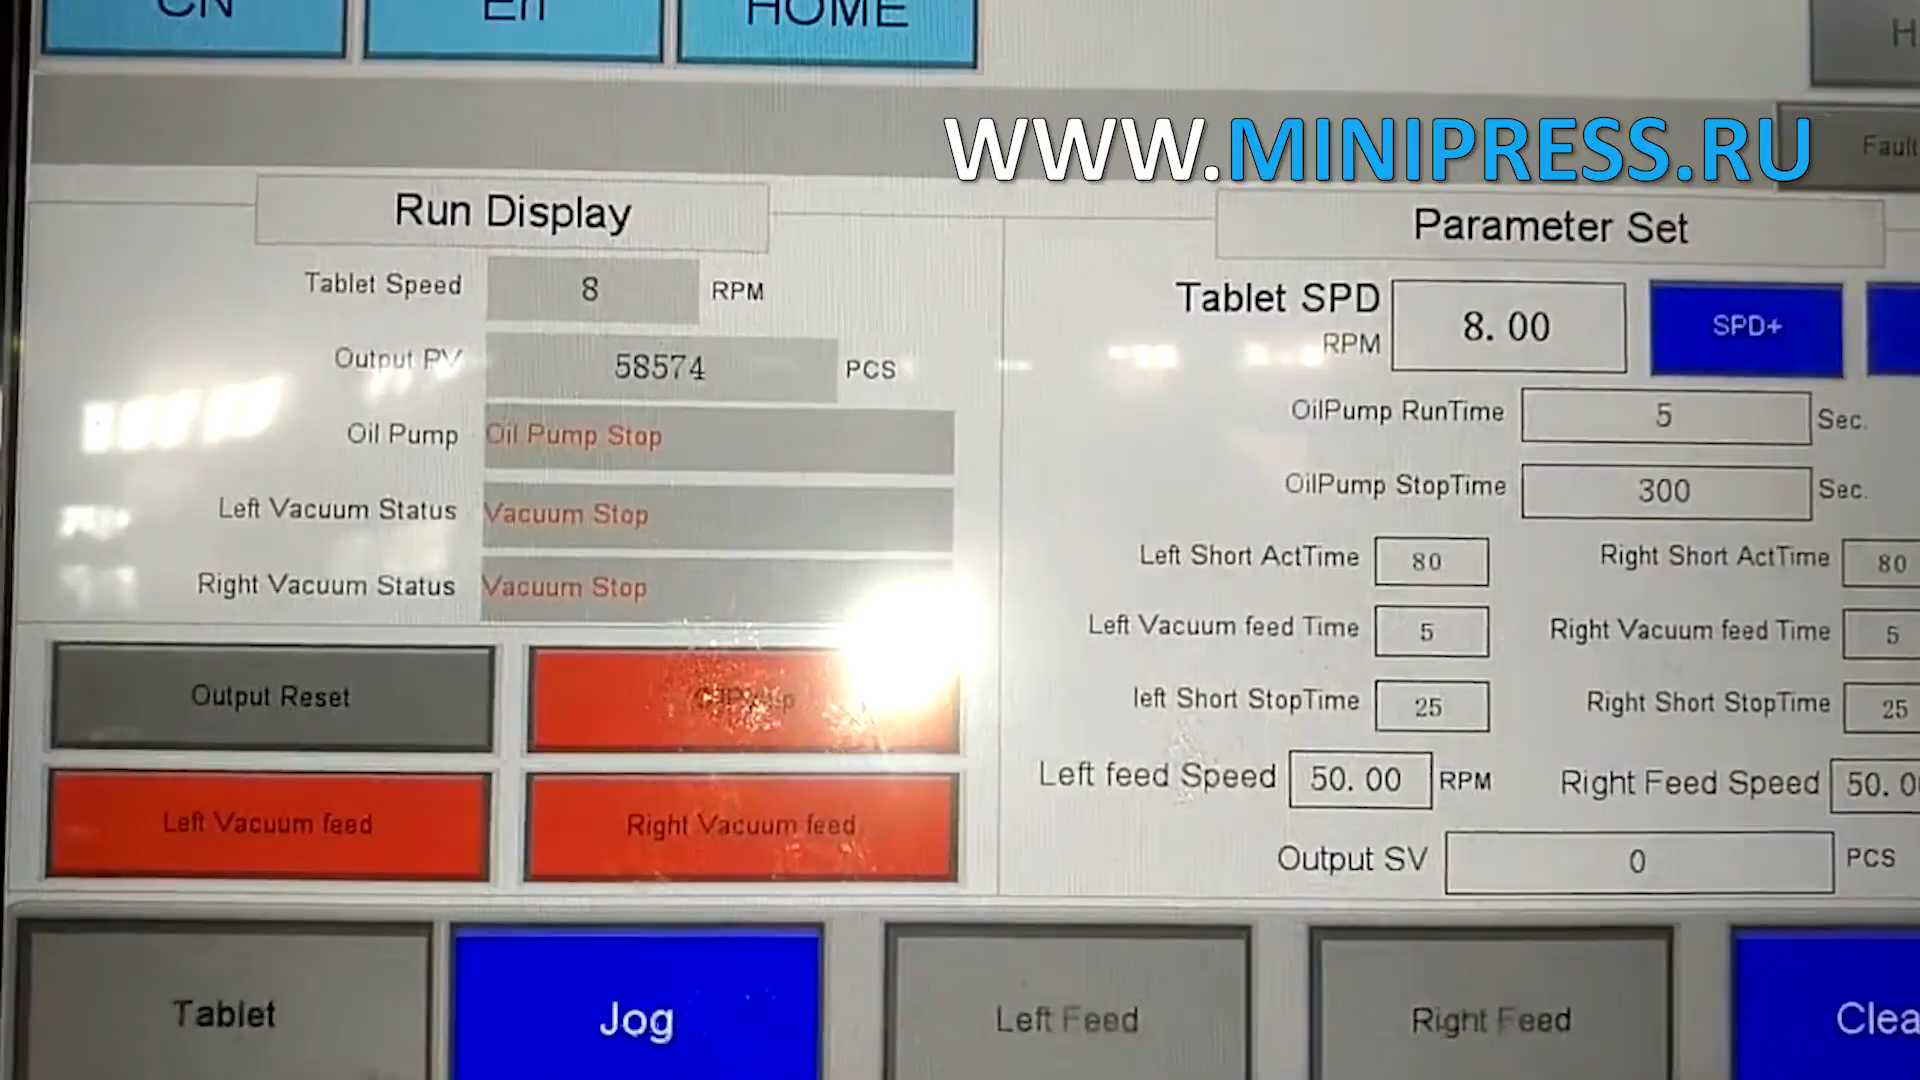 CN En HOME
WWW.MINIPRESS.RU
Fault
Run Display
Tablet Speed 8 RPM
Output PV 58574 PCS
Oil Pump Oil Pump Stop
Left Vacuum Status Vacuum Stop
Right Vacuum Status Vacuum Stop
Output Reset
Left Vacuum feed Right Vacuum feed
Parameter Set
Tablet SPD RPM 8.00 SPD+
OilPump RunTime 5 Sec.
OilPump StopTime 300 Sec.
Left Short ActTime 80 Right Short ActTime 80
Left Vacuum feed Time 5 Right Vacuum feed Time 5
left Short StopTime 25 Right Short StopTime 25
Left feed Speed 50.00 RPM Right Feed Speed 50.0
Output SV 0 PCS
Tablet Jog Left Feed Right Feed Clea